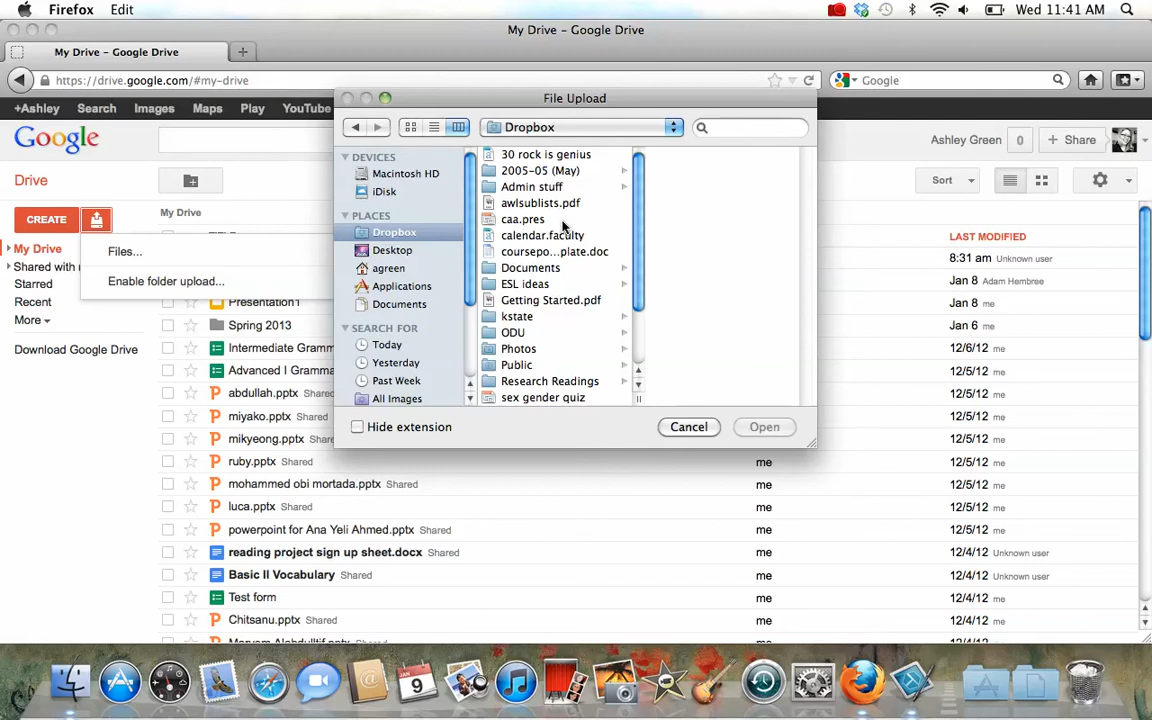 Firefox Edit Wed 11:41 AM
My Drive – Google Drive
My Drive – Google Drive
https://drive.google.com/#my-drive Google
+Ashley Search Images Maps Play YouTube
Google Ashley Green 0 + Share
Drive Sort
CREATE My Drive
My Drive
Shared with
Starred
Recent
More
Download Google Drive
Files...
Enable folder upload...
File Upload
Dropbox
DEVICES
Macintosh HD
iDisk
PLACES
Dropbox
Desktop
agreen
Applications
Documents
SEARCH FOR
Today
Yesterday
Past Week
All Images
30 rock is genius
2005-05 (May)
Admin stuff
awlsublists.pdf
caa.pres
calendar.faculty
coursepo...plate.doc
Documents
ESL ideas
Getting Started.pdf
kstate
ODU
Photos
Public
Research Readings
sex gender quiz
Hide extension Cancel Open
LAST MODIFIED
8:31 am Unknown user
Jan 8 Adam Hembree
Presentation1 Jan 8 me
Spring 2013 Jan 6 me
Intermediate Gramm 12/6/12 me
Advanced I Gramma 12/5/12 me
abdullah.pptx Shared 12/5/12 me
miyako.pptx Shared 12/5/12 me
mikyeong.pptx Shared 12/5/12 me
ruby.pptx Shared me 12/5/12 me
mohammed obi mortada.pptx Shared me 12/5/12 me
luca.pptx Shared me 12/5/12 me
powerpoint for Ana Yeli Ahmed.pptx Shared me 12/5/12 me
reading project sign up sheet.docx Shared me 12/4/12 Unknown user
Basic II Vocabulary Shared me 12/4/12 Unknown user
Test form me 12/4/12 me
Chitsanu.pptx Shared me 12/4/12 me
9